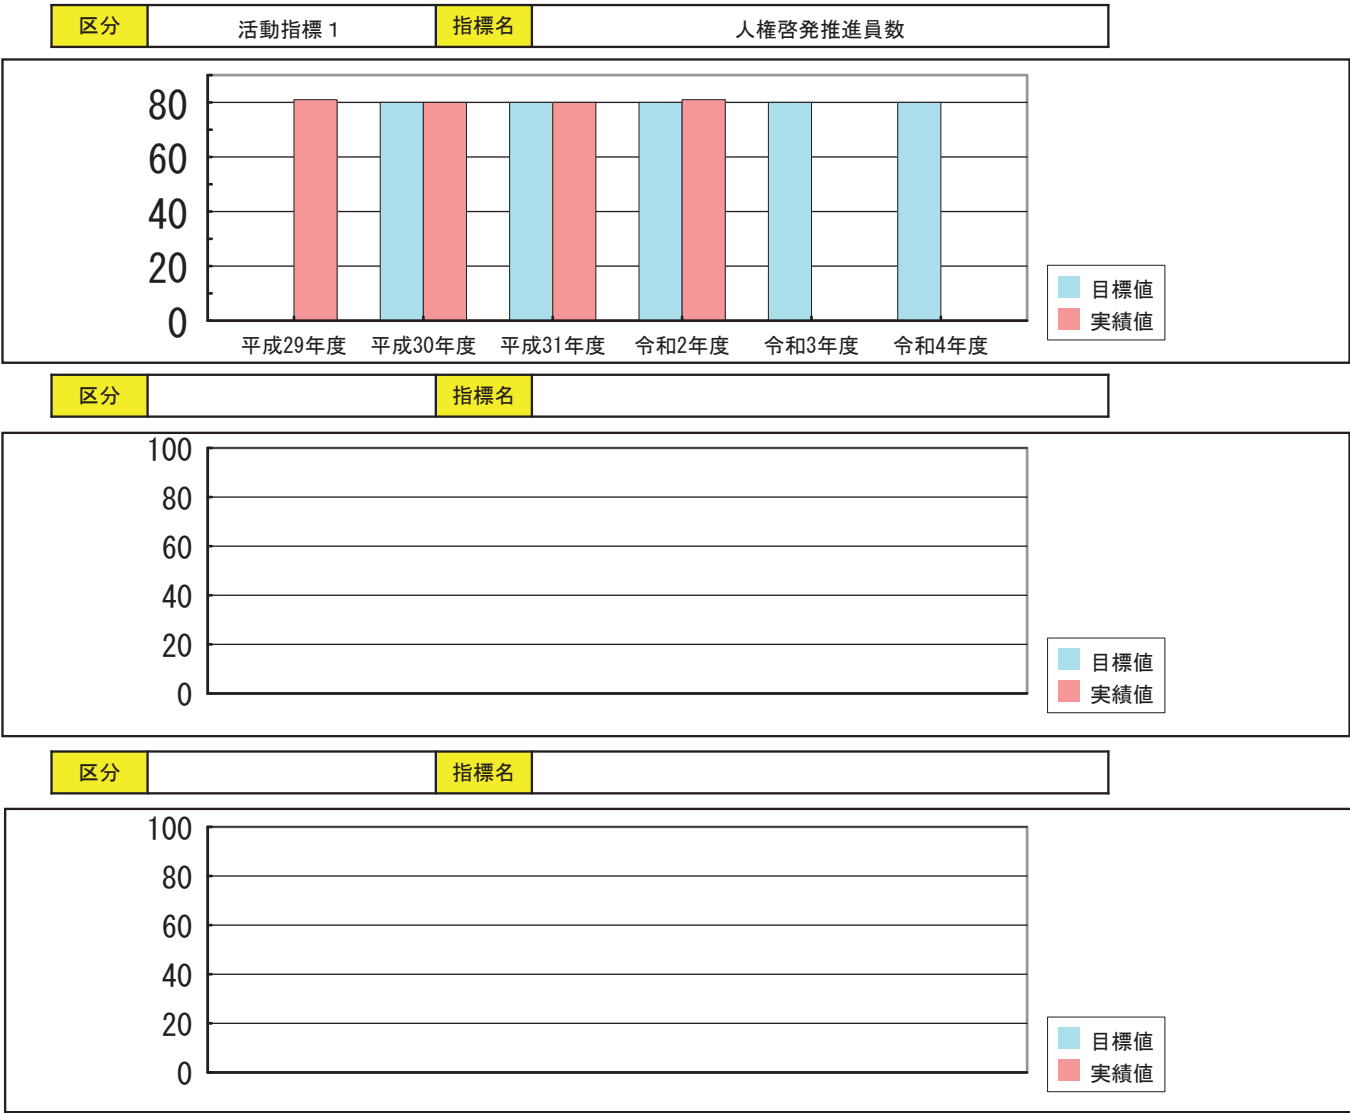 区分 活動指標１ 指標名 人権啓発推進員数
80
60
40
20
0
平成29年度 平成30年度 平成31年度 令和2年度 令和3年度 令和4年度
目標値
実績値
区分 指標名
100
80
60
40
20
0
目標値
実績値
区分 指標名
100
80
60
40
20
0
目標値
実績値